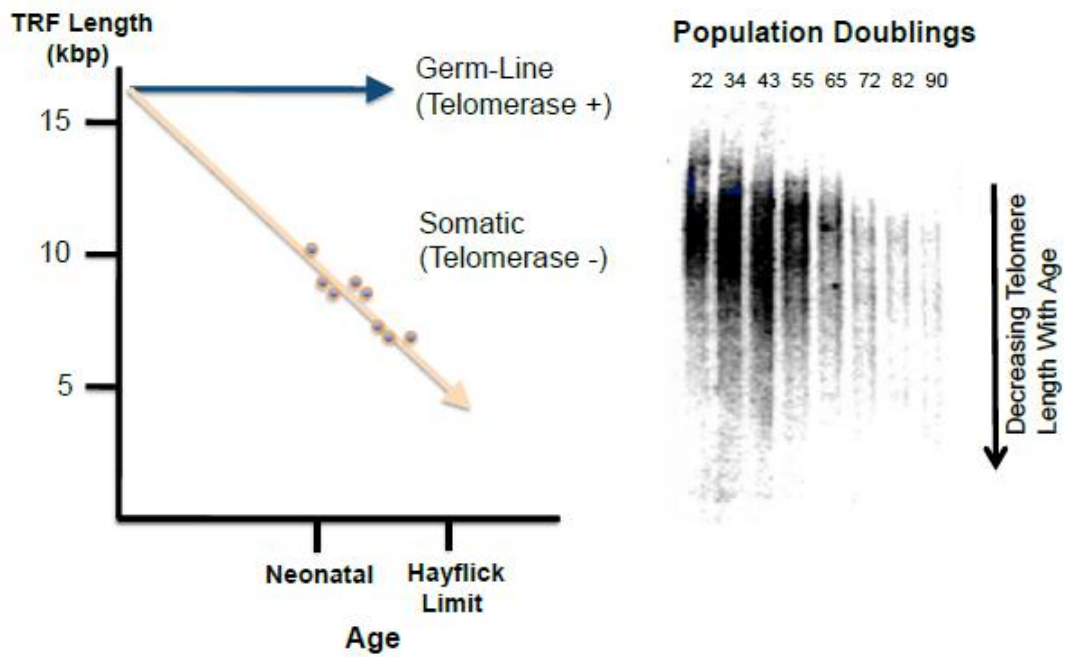 TRF Length
(kbp)
15
10
5
Germ-Line
(Telomerase +)
Somatic
(Telomerase -)
Neonatal
Hayflick
Limit
Age
Population Doublings
22 34 43 55 65 72 82 90
Decreasing Telomere
Length With Age